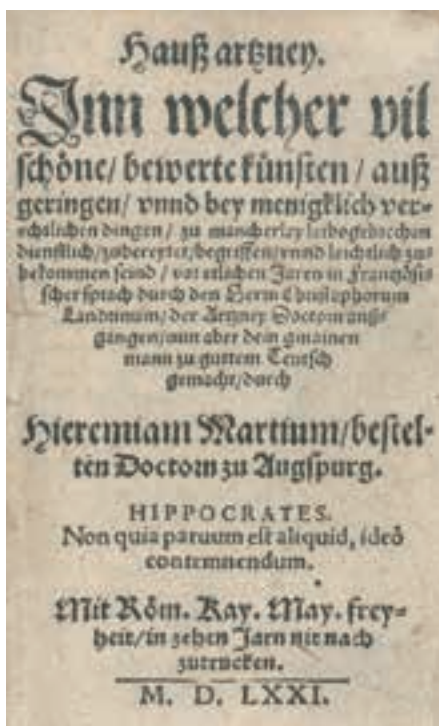 Hauß artzney.
Inn welcher vil
schöne/ bewerte künsten / auß
geringen/ vnnd bey menigklich ver-
achtlichen dingen / zu mancherley leibsgebrechen
dienstlich/zubereytet/begriffen/vnnd leichtlich zu-
bekommen seind / vor etlichen Jaren in Frantzösi-
scher sprach durch den Herrn Christophorum
Landrinum/ der Artzney Doctorn außge-
gangen/nun aber dem gmainen
mann zu guttem Teutsch
gemacht/durch
Hieremiam Martium/bestel-
ten Doctorn zu Augspurg.
HIPPOCRATES.
Non quia paruum est aliquid, ideò
contemnendum.
Mit Röm. Kay. May. frey-
heit/in zehen Jarn nit nach
zutrucken.
M. D. LXXI.